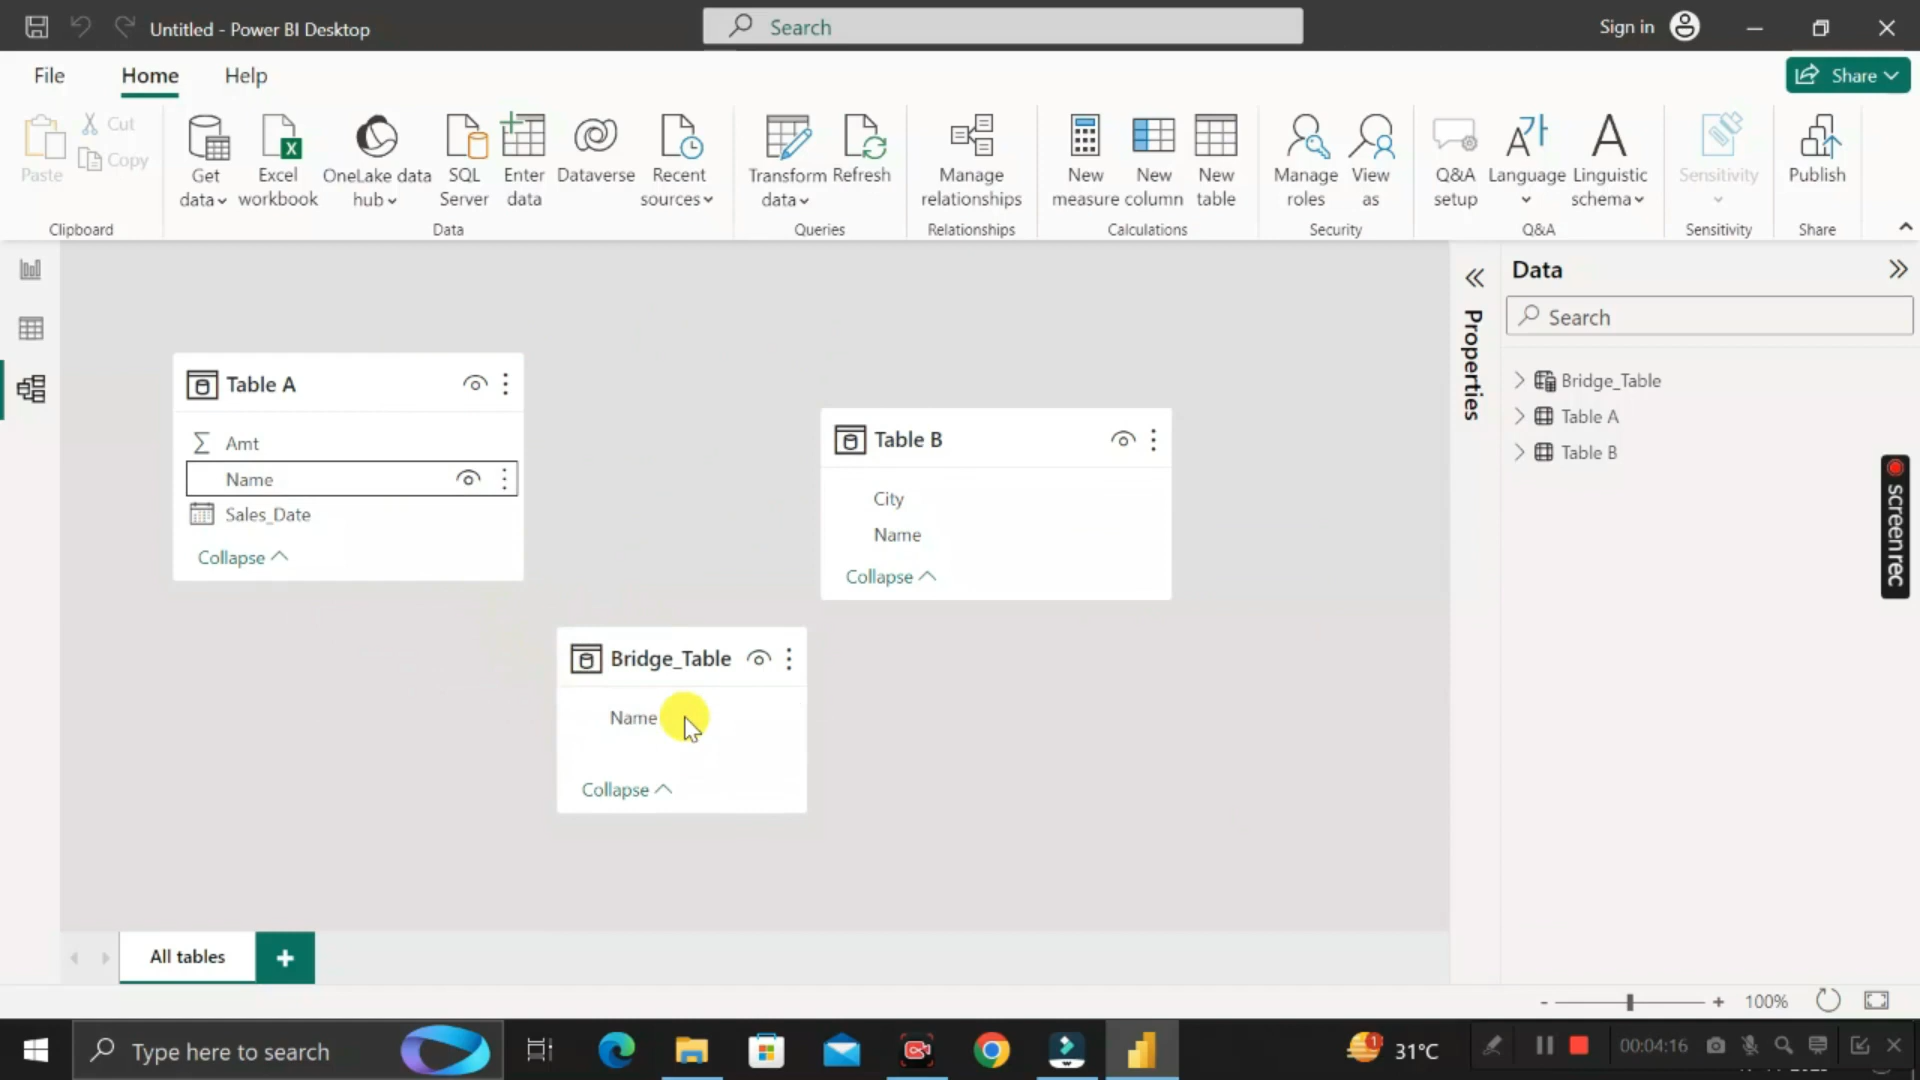 Untitled - Power BI Desktop
Search
Sign in
File
Home
Help
Share
Paste
Cut
Copy
Clipboard
Get data
Excel workbook
OneLake data hub
SQL Server
Enter data
Dataverse
Recent sources
Data
Transform data
Refresh
Queries
Manage relationships
Relationships
New measure
New column
New table
Calculations
Manage roles
View as
Security
Q&A setup
Language
Linguistic schema
Q&A
Sensitivity
Sensitivity
Publish
Share
Table A
Amt
Name
Sales_Date
Collapse
Table B
City
Name
Collapse
Bridge_Table
Name
Collapse
Properties
Data
Search
Bridge_Table
Table A
Table B
screenrec
All tables
+
- + 100%
Type here to search
1
31°C
00:04:16